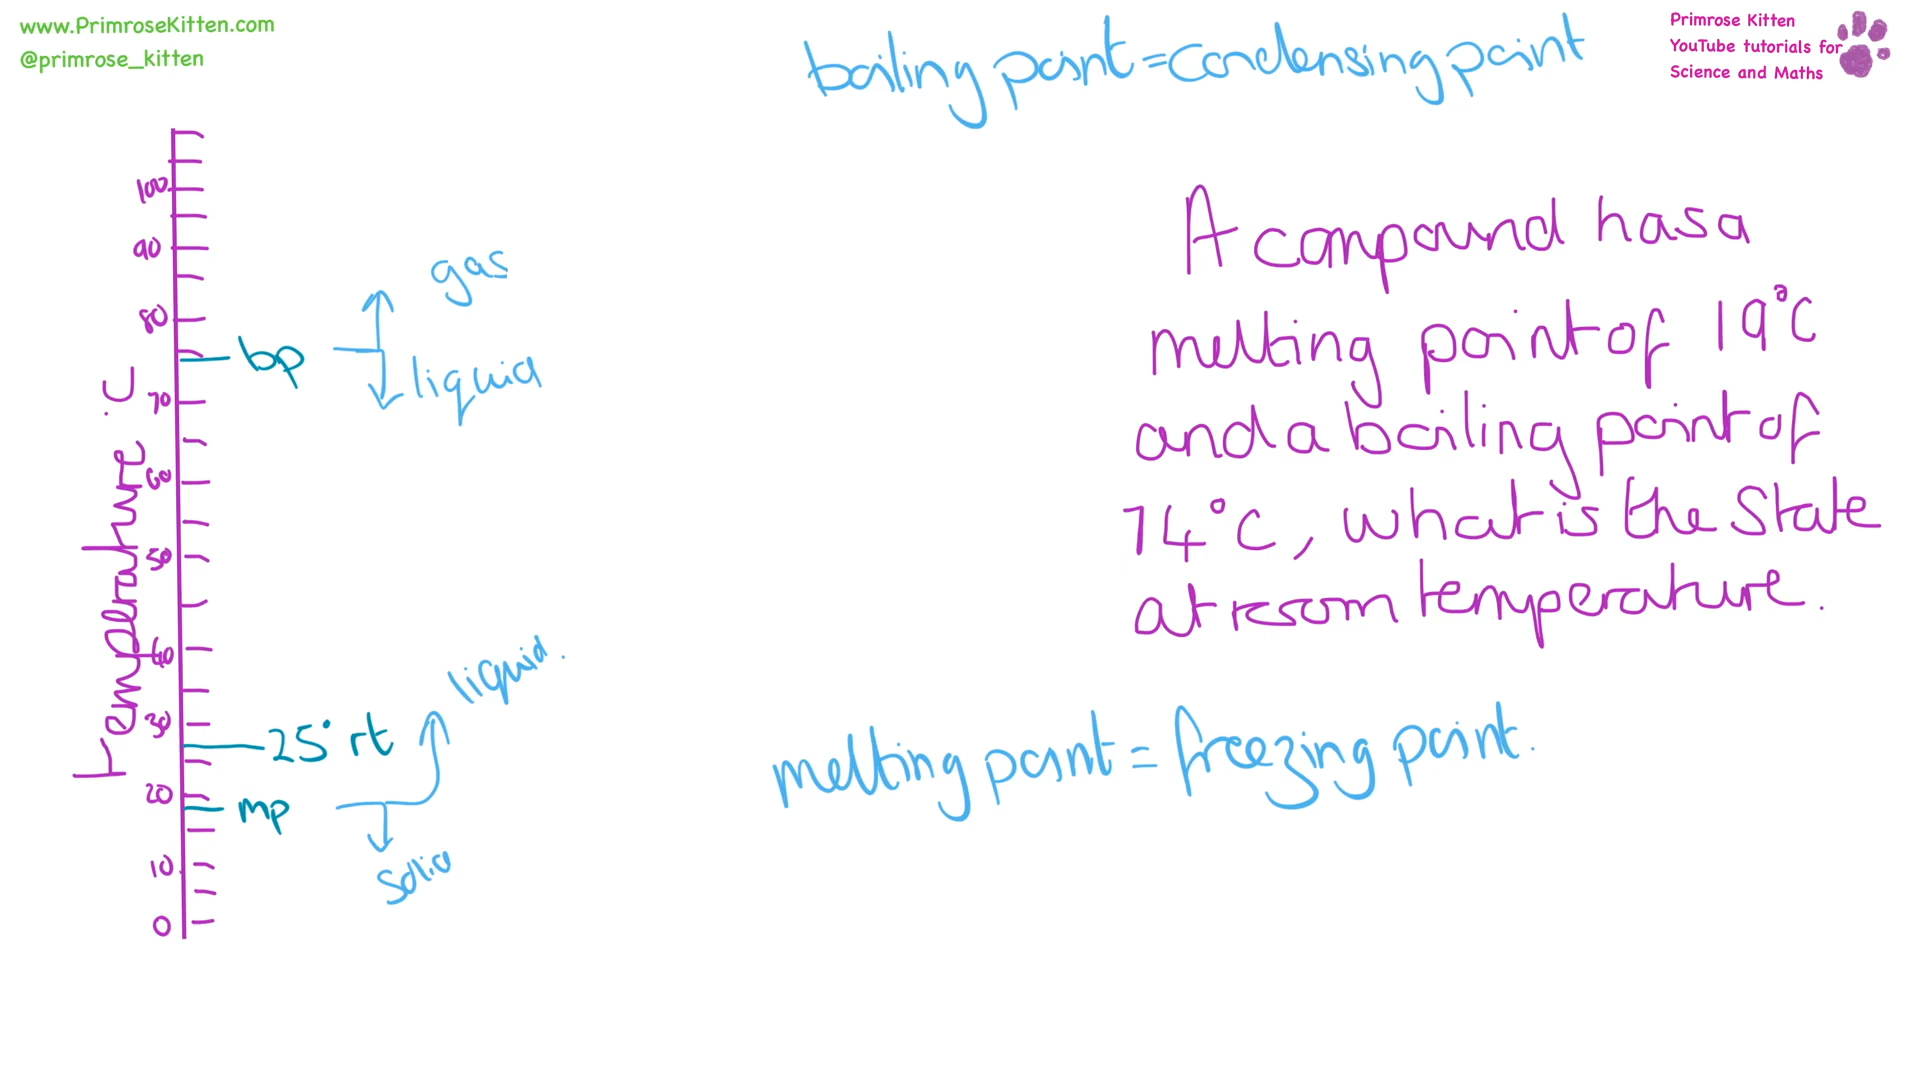 www.PrimroseKitten.com
@primrose_kitten
Primrose Kitten
YouTube tutorials for
Science and Maths
boiling point = condensing point
A compound has a
melting point of 19°C
and a boiling point of
74°C, what is the State
at room temperature.
melting point = freezing point.
Temperature °C
100
90
80
70
60
50
40
30
20
10
0
gas
bp
liquid
liquid.
25° rt
mp
Solid